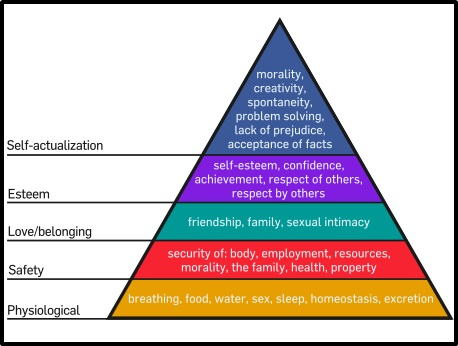 morality,
creativity,
spontaneity,
problem solving,
lack of prejudice,
acceptance of facts
Self-actualization
self-esteem, confidence,
achievement, respect of others,
respect by others
Esteem
friendship, family, sexual intimacy
Love/belonging
security of: body, employment, resources,
morality, the family, health, property
Safety
breathing, food, water, sex, sleep, homeostasis, excretion
Physiological